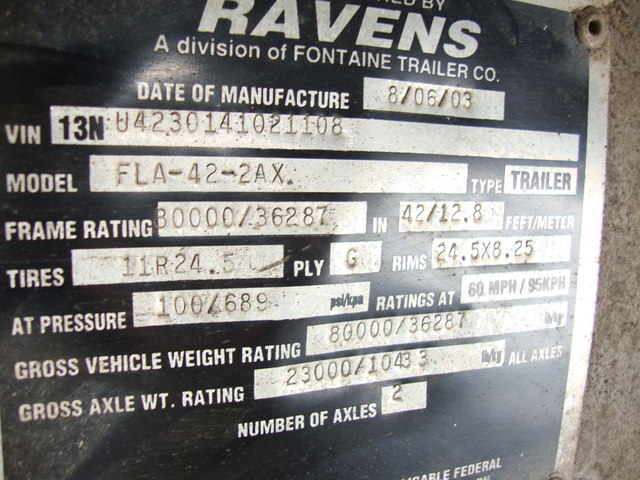 BY
RAVENS
A division of FONTAINE TRAILER CO.
DATE OF MANUFACTURE 8/06/03
VIN 13N U4230141021108
MODEL FLA-42-2AX. TYPE TRAILER
FRAME RATING 80000/36287 IN 42/12.8 FEET/METER
TIRES 11R24.5 PLY G RIMS 24.5X8.25
AT PRESSURE 100/689 psi/kpa RATINGS AT 60 MPH / 95KPH
GROSS VEHICLE WEIGHT RATING 80000/36287 lb/kg
GROSS AXLE WT. RATING 23000/10433 lb/kg ALL AXLES
NUMBER OF AXLES 2
FEDERAL